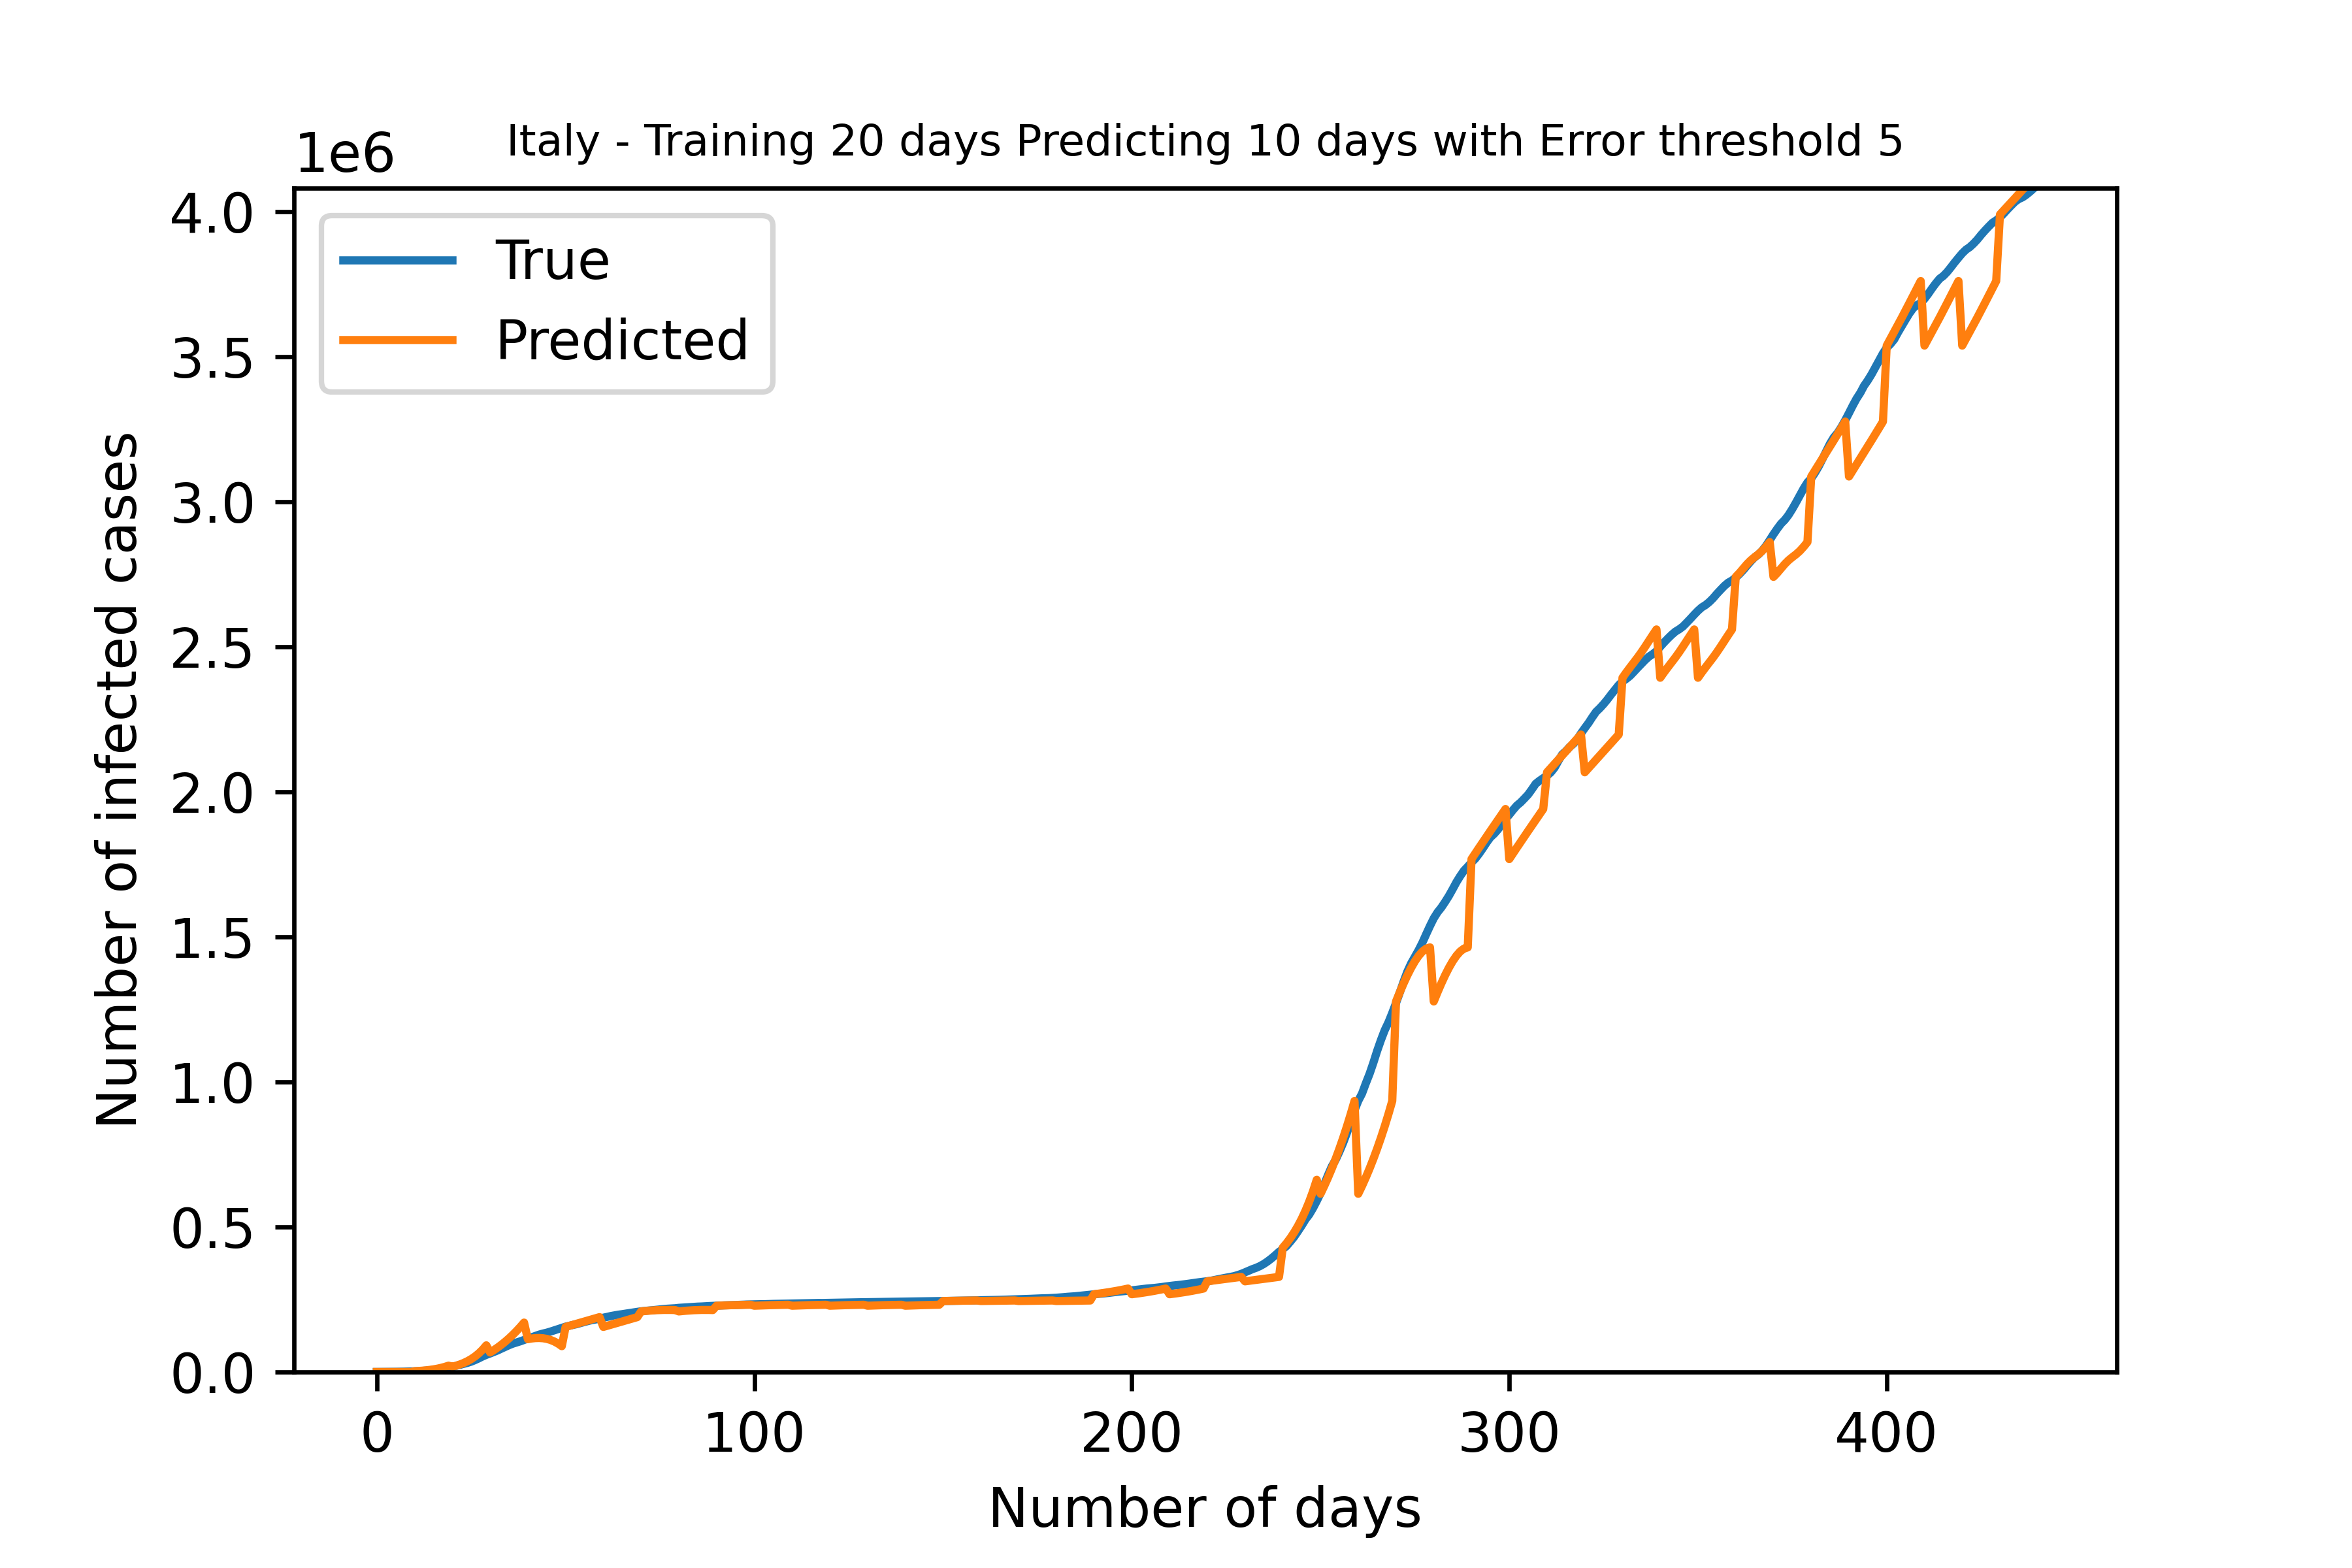 Italy - Training 20 days Predicting 10 days with Error threshold 5
1e6
True
Predicted
4.0
3.5
3.0
2.5
2.0
1.5
1.0
0.5
0.0
Number of infected cases
0 100 200 300 400
Number of days